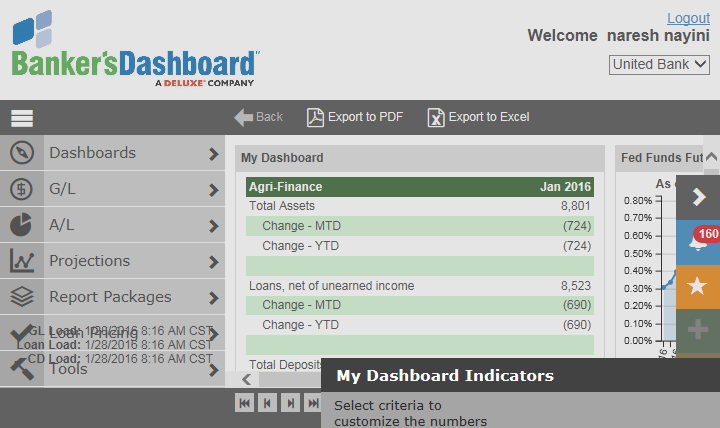 Logout
Welcome naresh nayini
Banker'sDashboard™
A DELUXE® COMPANY
United Bank
Back
Export to PDF
Export to Excel
Dashboards
G/L
A/L
Projections
Report Packages
Loan Pricing
GL Load: 1/28/2016 8:16 AM CST
Loan Load: 1/28/2016 8:16 AM CST
CD Load: 1/28/2016 8:16 AM CST
Tools
My Dashboard
Agri-Finance Jan 2016
Total Assets 8,801
Change - MTD (724)
Change - YTD (724)
Loans, net of unearned income 8,523
Change - MTD (690)
Change - YTD (690)
Total Deposits
Fed Funds Fut
As
0.80%
0.70%
0.60%
0.50%
0.40%
0.30%
0.20%
0.10%
0.00%
160
My Dashboard Indicators
Select criteria to
customize the numbers